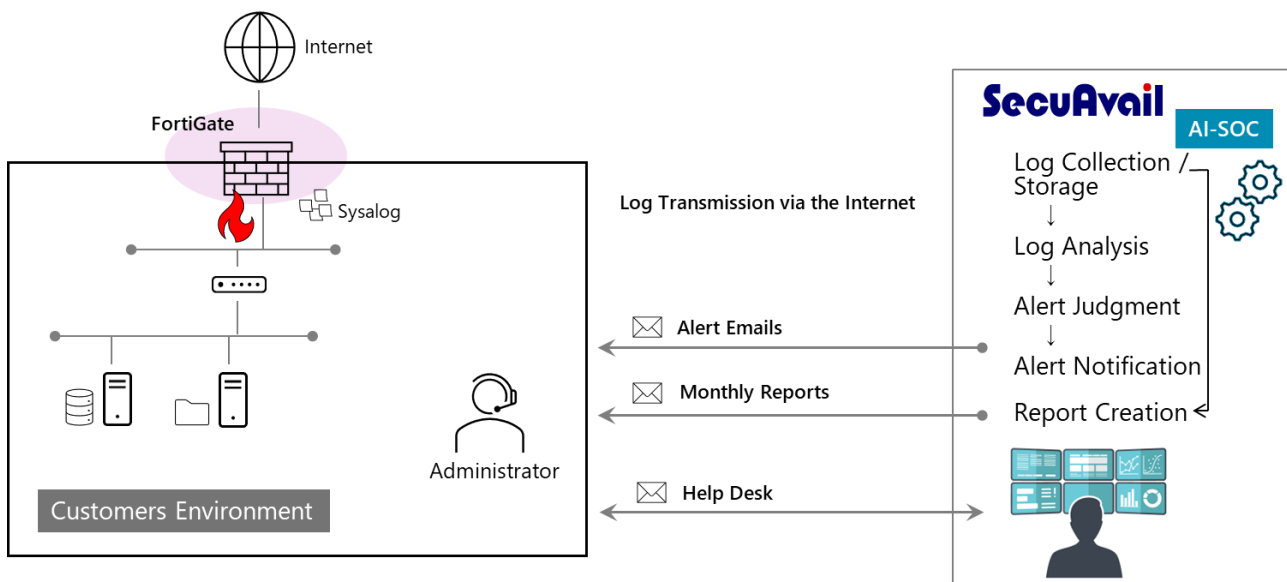 Internet
FortiGate
Sysalog
Customers Environment
Administrator
Log Transmission via the Internet
Alert Emails
Monthly Reports
Help Desk
SecuAvail
AI-SOC
Log Collection /
Storage
↓
Log Analysis
↓
Alert Judgment
↓
Alert Notification
Report Creation